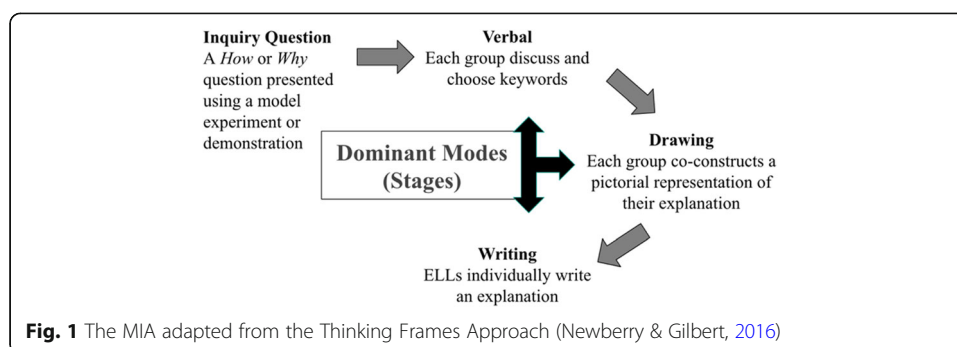 Inquiry Question
A How or Why
question presented
using a model
experiment or
demonstration
Verbal
Each group discuss and
choose keywords
Drawing
Each group co-constructs a
pictorial representation of
their explanation
Dominant Modes
(Stages)
Writing
ELLs individually write
an explanation
Fig. 1 The MIA adapted from the Thinking Frames Approach (Newberry & Gilbert, 2016)